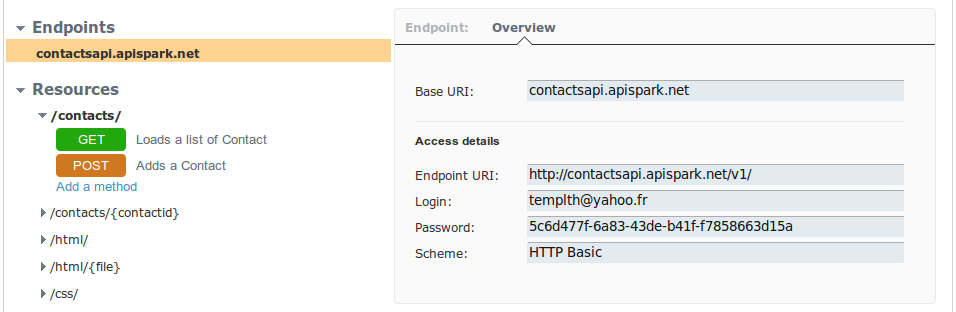 Endpoints
contactsapi.apispark.net
Resources
/contacts/
GET Loads a list of Contact
POST Adds a Contact
Add a method
/contacts/{contactid}
/html/
/html/{file}
/css/
Endpoint: Overview
Base URI: contactsapi.apispark.net
Access details
Endpoint URI: http://contactsapi.apispark.net/v1/
Login: templth@yahoo.fr
Password: 5c6d477f-6a83-43de-b41f-f7858663d15a
Scheme: HTTP Basic